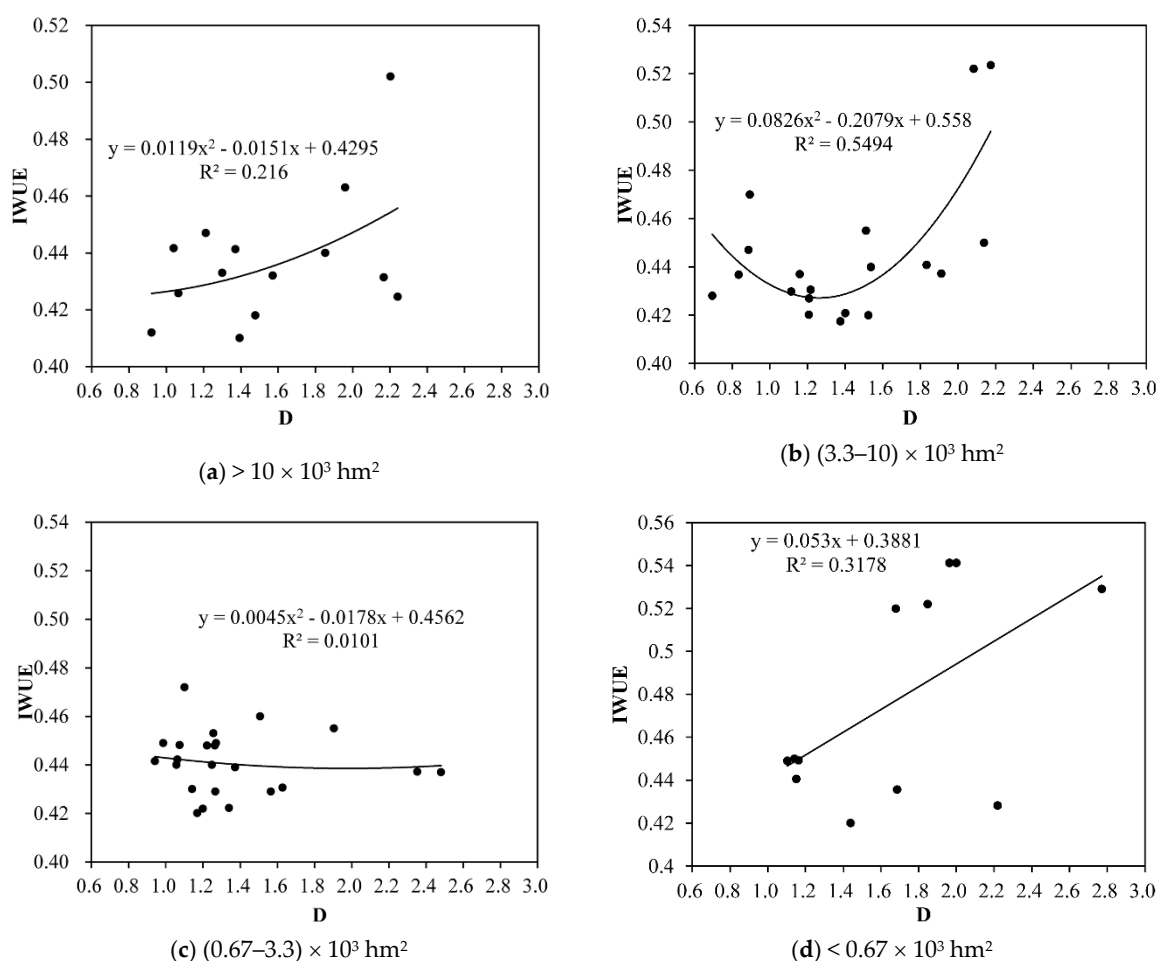 0.52
0.50
0.48
0.46
0.44
0.42
0.40
IWUE
y = 0.0119x² - 0.0151x + 0.4295
R² = 0.216
0.6 0.8 1.0 1.2 1.4 1.6 1.8 2.0 2.2 2.4 2.6 2.8 3.0
D
(a) > 10 × 10³ hm²
0.54
0.52
0.50
0.48
0.46
0.44
0.42
0.40
IWUE
y = 0.0826x² - 0.2079x + 0.558
R² = 0.5494
0.6 0.8 1.0 1.2 1.4 1.6 1.8 2.0 2.2 2.4 2.6 2.8 3.0
D
(b) (3.3–10) × 10³ hm²
0.54
0.52
0.50
0.48
0.46
0.44
0.42
0.40
IWUE
y = 0.0045x² - 0.0178x + 0.4562
R² = 0.0101
0.6 0.8 1.0 1.2 1.4 1.6 1.8 2.0 2.2 2.4 2.6 2.8 3.0
D
(c) (0.67–3.3) × 10³ hm²
0.56
0.54
0.52
0.5
0.48
0.46
0.44
0.42
0.4
IWUE
y = 0.053x + 0.3881
R² = 0.3178
0.6 0.8 1.0 1.2 1.4 1.6 1.8 2.0 2.2 2.4 2.6 2.8 3.0
D
(d) < 0.67 × 10³ hm²